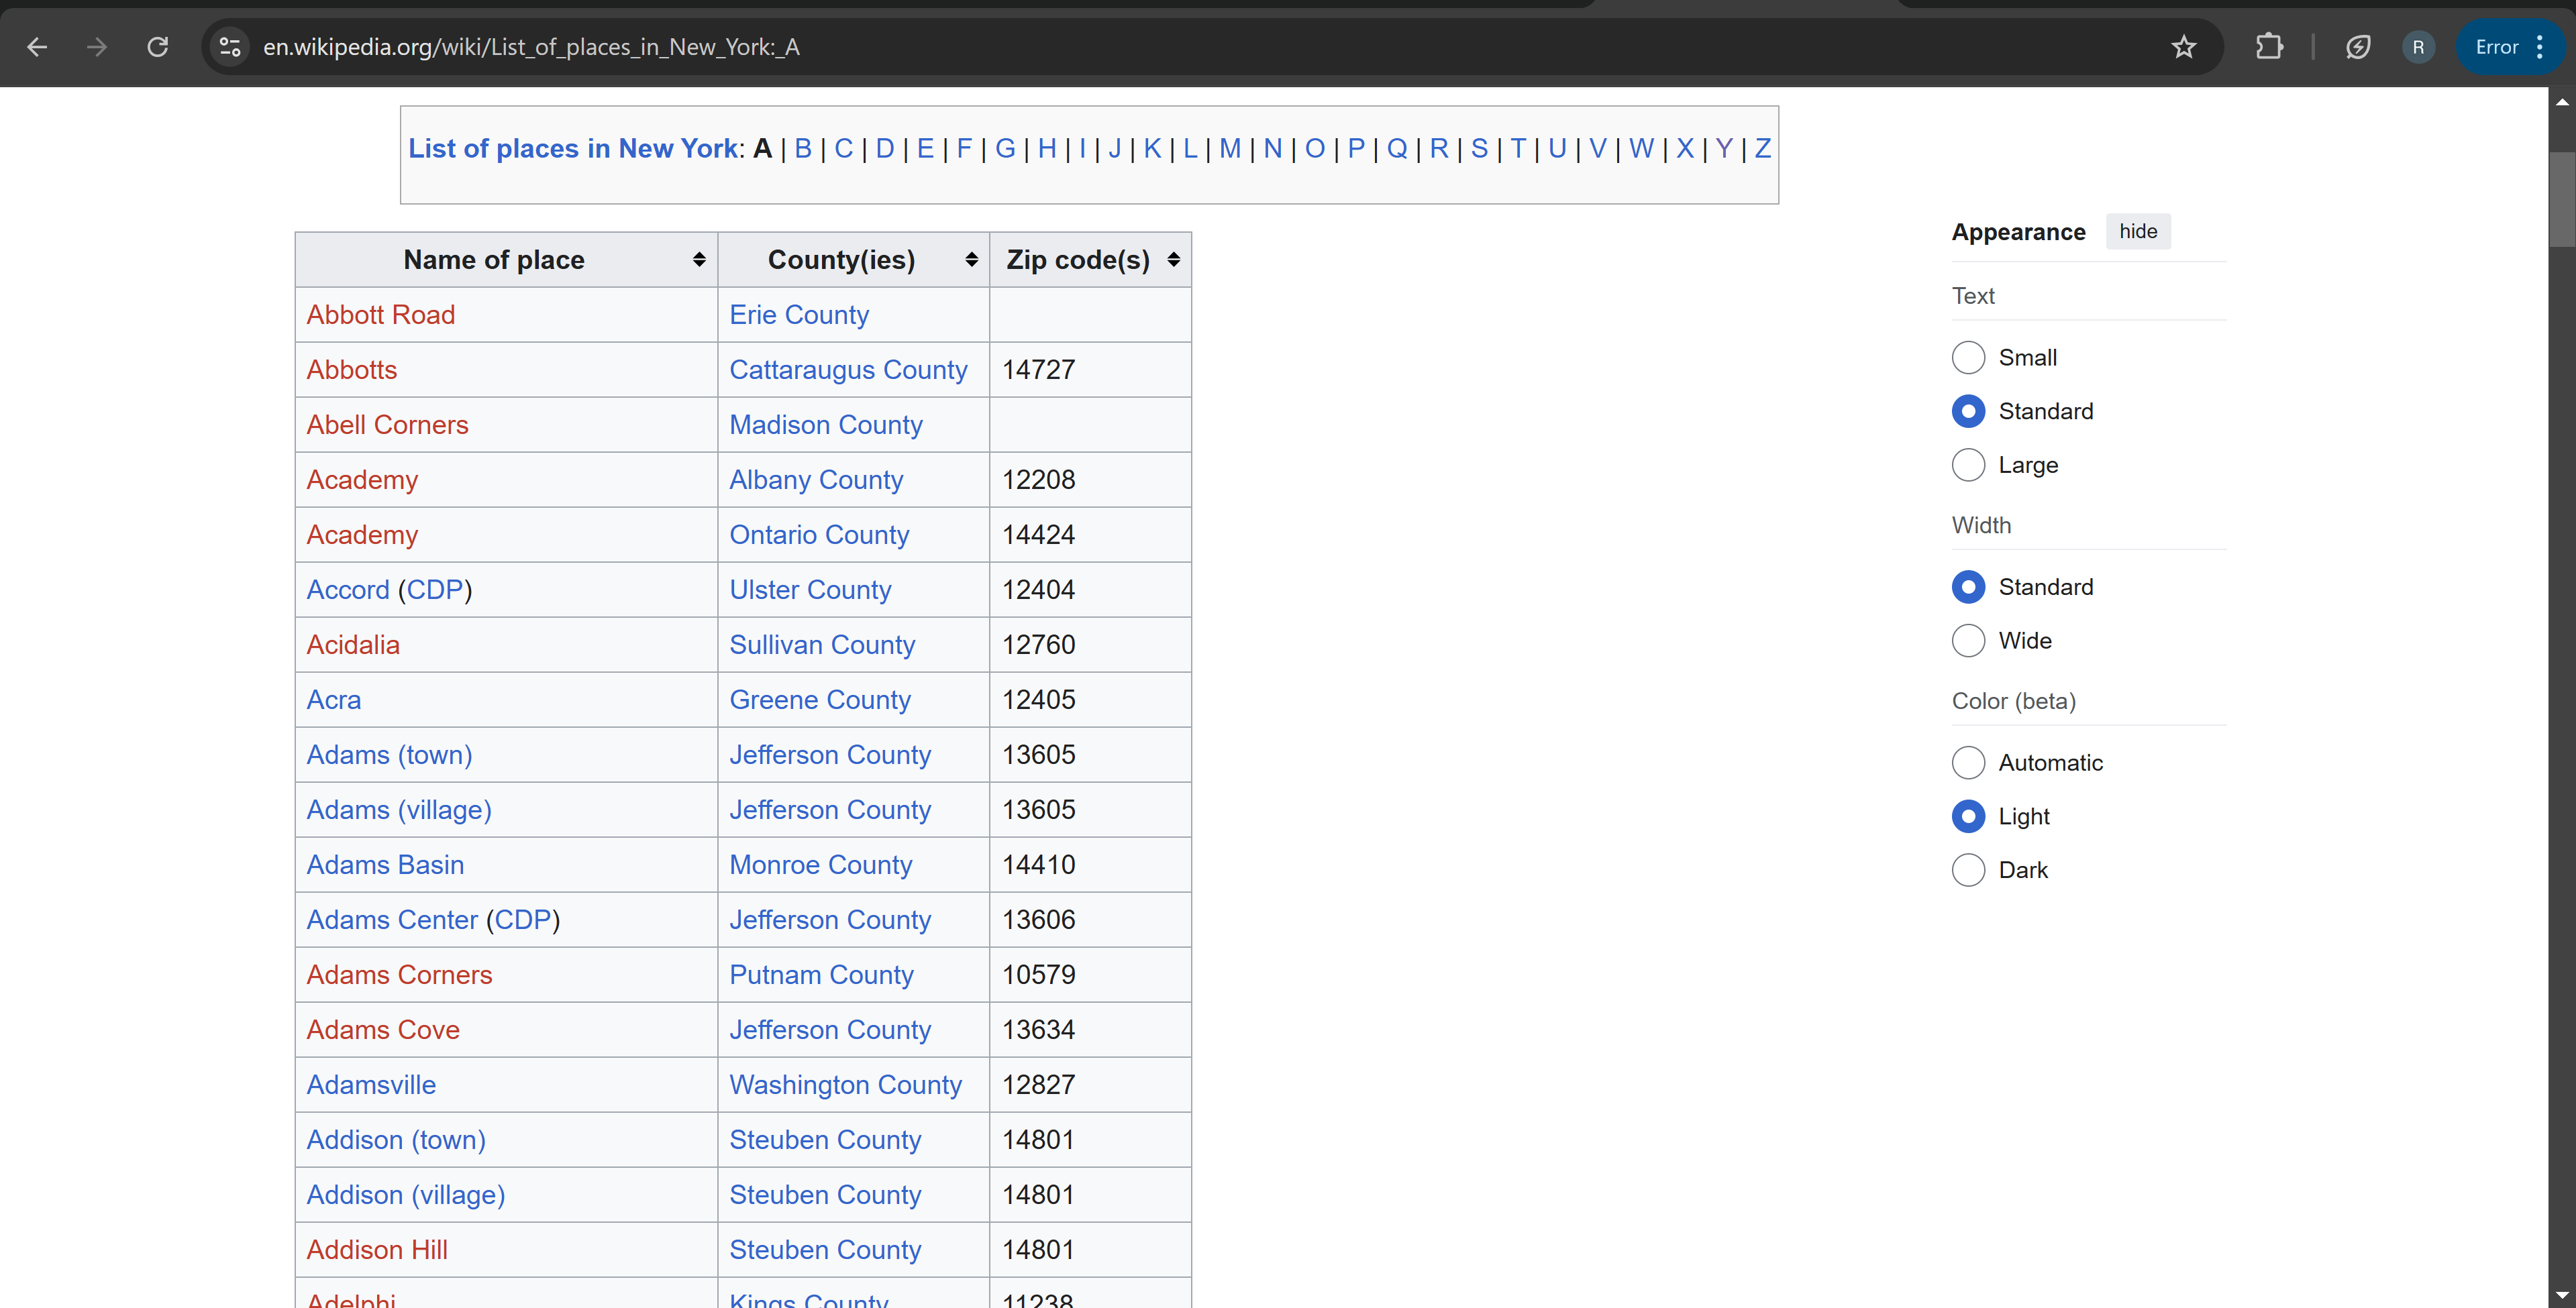 en.wikipedia.org/wiki/List_of_places_in_New_York:_A
R
Error
List of places in New York: A | B | C | D | E | F | G | H | I | J | K | L | M | N | O | P | Q | R | S | T | U | V | W | X | Y | Z
Name of place County(ies) Zip code(s)
Abbott Road Erie County
Abbotts Cattaraugus County 14727
Abell Corners Madison County
Academy Albany County 12208
Academy Ontario County 14424
Accord (CDP) Ulster County 12404
Acidalia Sullivan County 12760
Acra Greene County 12405
Adams (town) Jefferson County 13605
Adams (village) Jefferson County 13605
Adams Basin Monroe County 14410
Adams Center (CDP) Jefferson County 13606
Adams Corners Putnam County 10579
Adams Cove Jefferson County 13634
Adamsville Washington County 12827
Addison (town) Steuben County 14801
Addison (village) Steuben County 14801
Addison Hill Steuben County 14801
Adelphi Kings County 11238
Appearance hide
Text
Small
Standard
Large
Width
Standard
Wide
Color (beta)
Automatic
Light
Dark